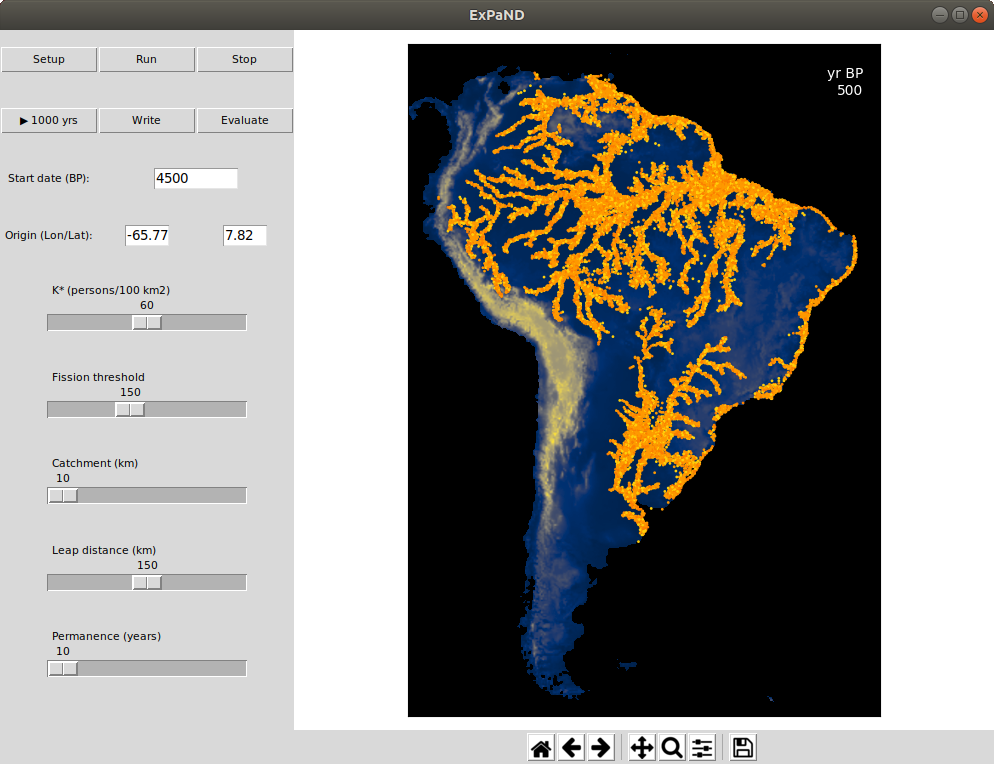 ExPaND
Setup Run Stop
▶ 1000 yrs Write Evaluate
Start date (BP): 4500
Origin (Lon/Lat): -65.77 7.82
K* (persons/100 km2)
60
Fission threshold
150
Catchment (km)
10
Leap distance (km)
150
Permanence (years)
10
yr BP
500